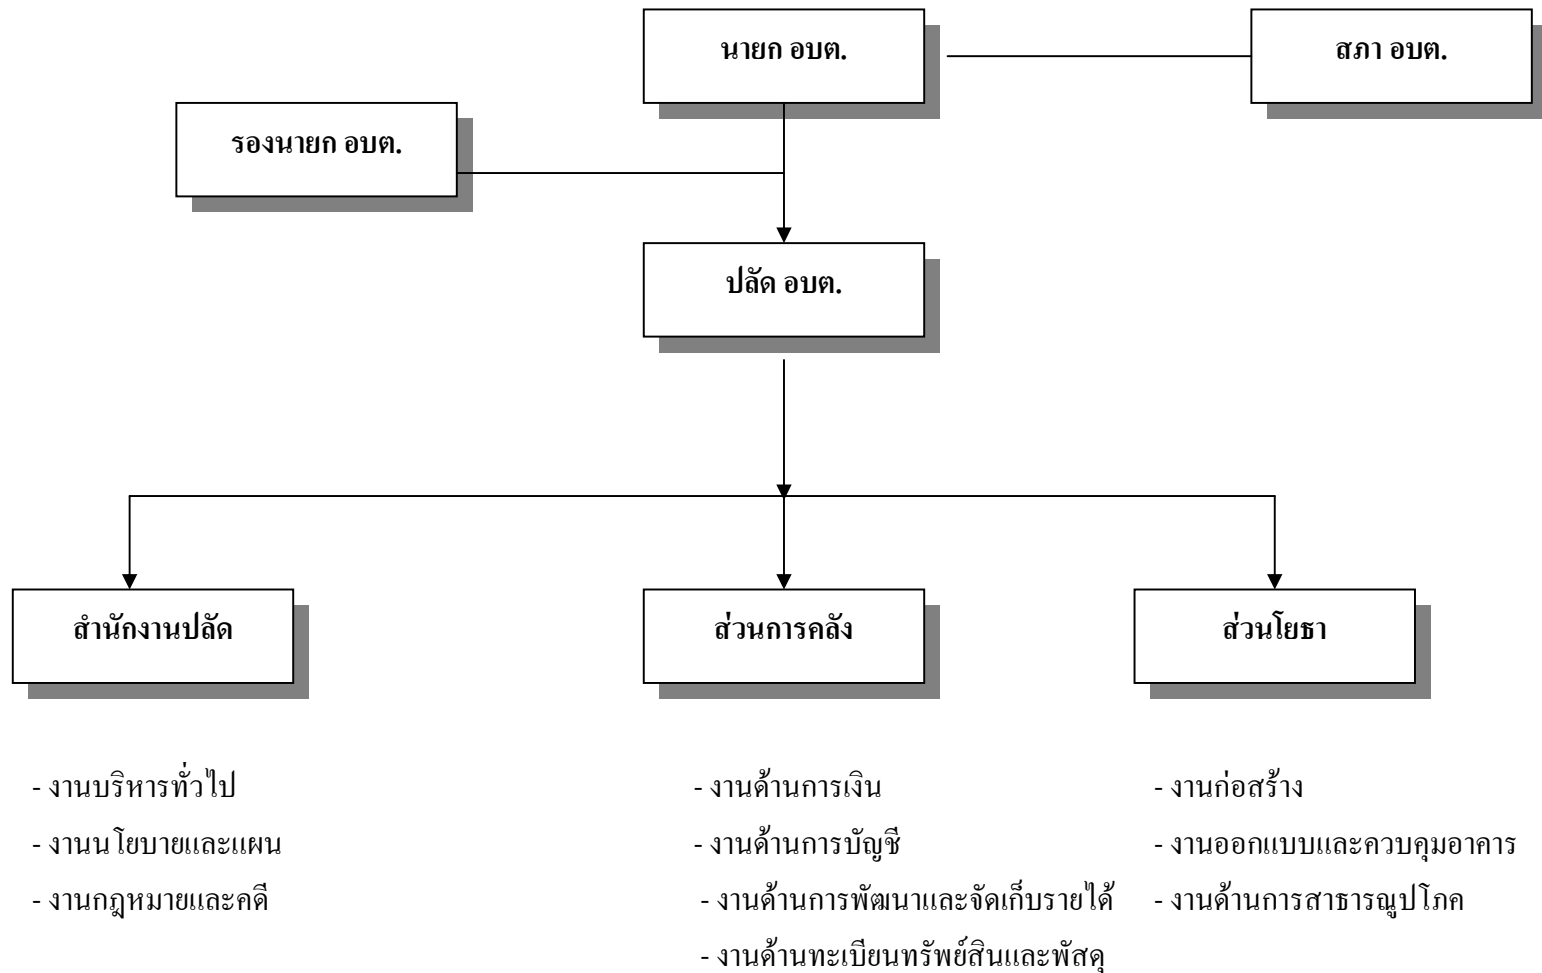 นายก อบต.
สภา อบต.
รองนายก อบต.
ปลัด อบต.
สำนักงานปลัด
ส่วนการคลัง
ส่วนโยธา
- งานบริหารทั่วไป
- งานนโยบายและแผน
- งานกฎหมายและคดี
- งานด้านการเงิน
- งานด้านการบัญชี
- งานด้านการพัฒนาและจัดเก็บรายได้
- งานด้านทะเบียนทรัพย์สินและพัสดุ
- งานก่อสร้าง
- งานออกแบบและควบคุมอาคาร
- งานด้านการสาธารณูปโภค